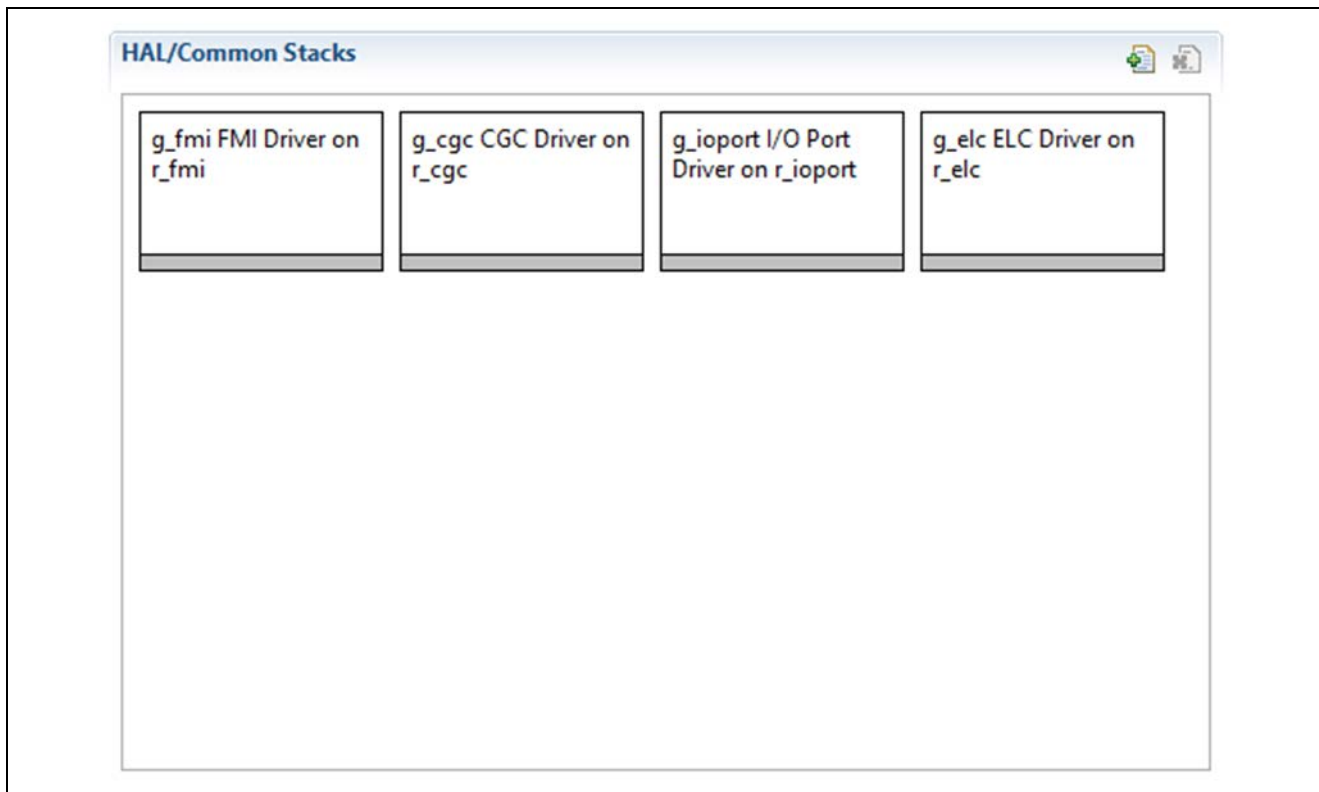 HAL/Common Stacks
g_fmi FMI Driver on
r_fmi
g_cgc CGC Driver on
r_cgc
g_ioport I/O Port
Driver on r_ioport
g_elc ELC Driver on
r_elc